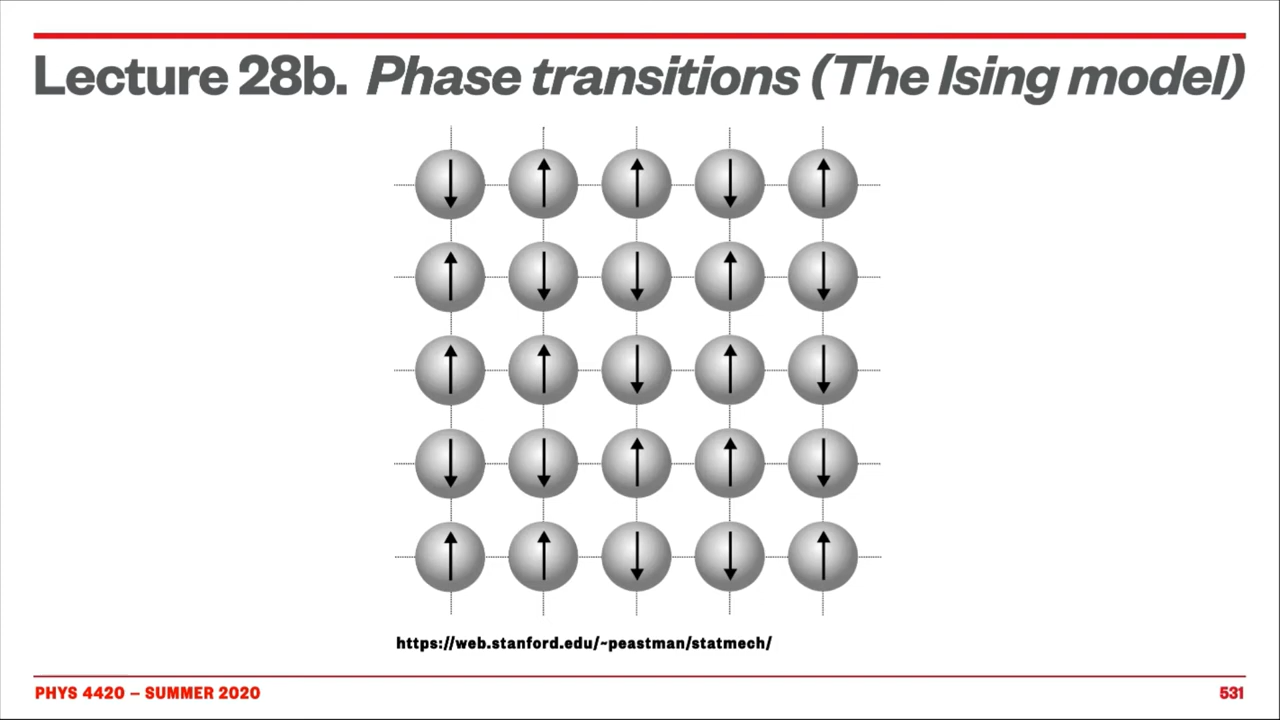 Lecture 28b. Phase transitions (The Ising model)
https://web.stanford.edu/~peastman/statmech/
PHYS 4420 – SUMMER 2020
531